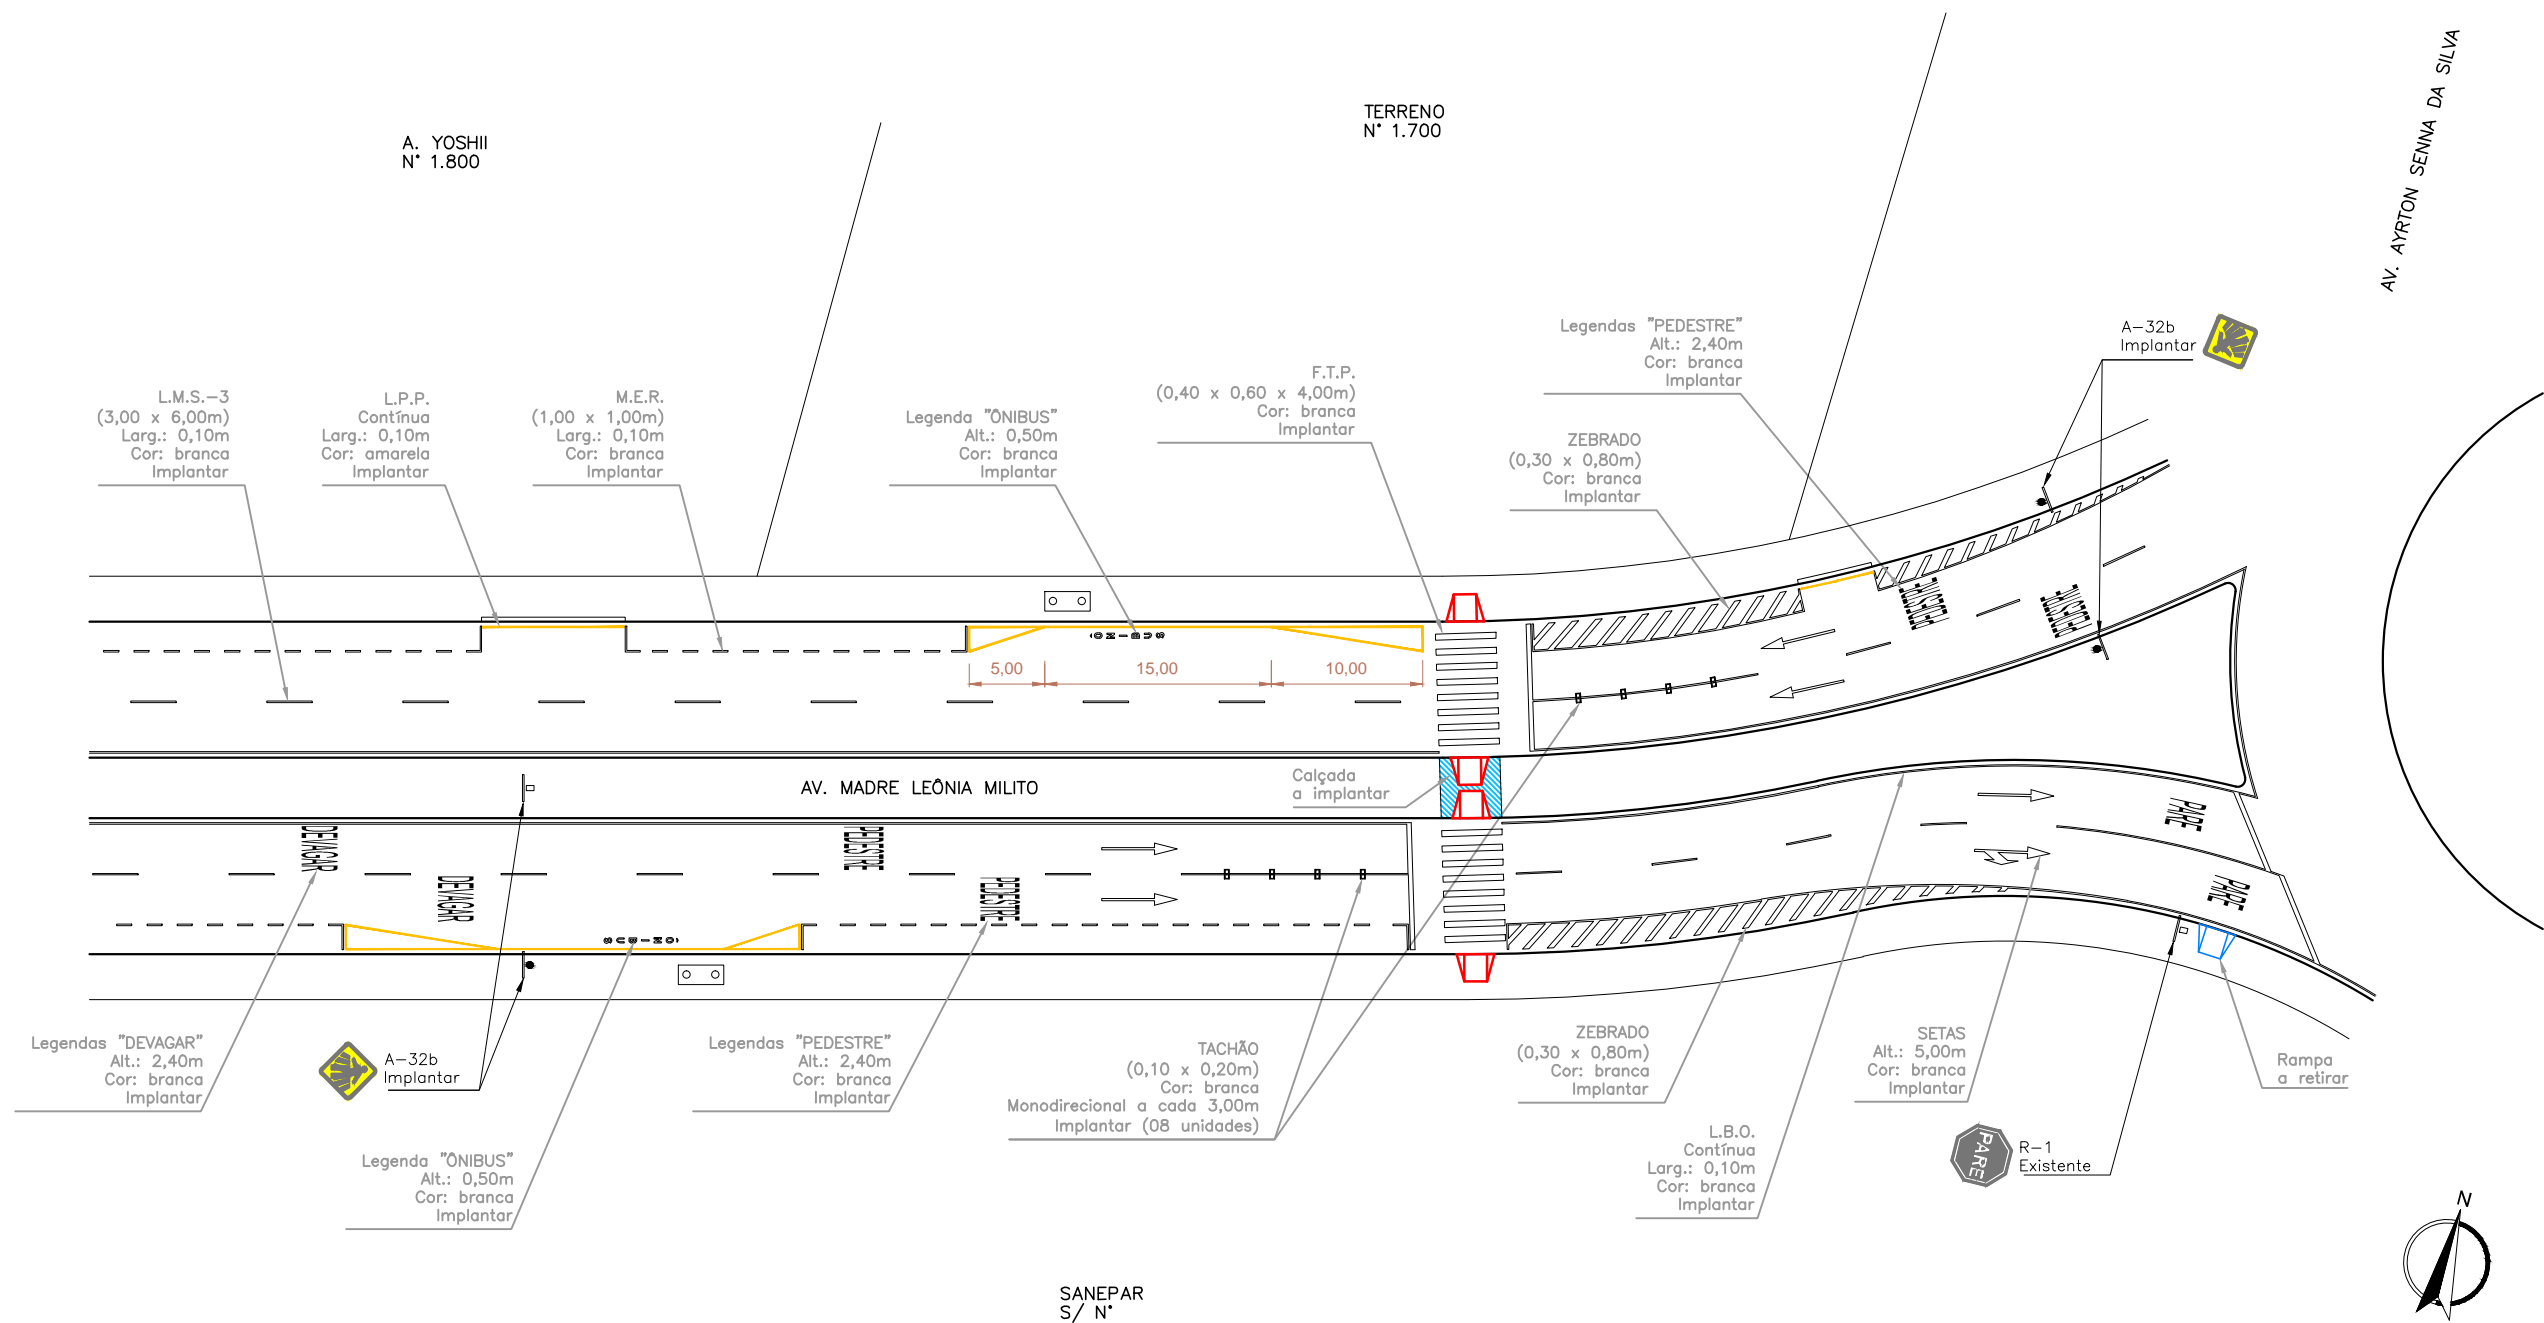 AV. AYRTON SENNA DA SILVA
A. YOSHII
N° 1.800
TERRENO
N° 1.700
A-32b
Implantar
Legendas "PEDESTRE"
Alt.: 2,40m
Cor: branca
Implantar
L.M.S.-3
(3,00 x 6,00m)
Larg.: 0,10m
Cor: branca
Implantar
L.P.P.
Contínua
Larg.: 0,10m
Cor: amarela
Implantar
M.E.R.
(1,00 x 1,00m)
Larg.: 0,10m
Cor: branca
Implantar
Legenda "ÔNIBUS"
Alt.: 0,50m
Cor: branca
Implantar
F.T.P.
(0,40 x 0,60 x 4,00m)
Cor: branca
Implantar
ZEBRADO
(0,30 x 0,80m)
Cor: branca
Implantar
PEDESTRE
PEDESTRE
ÔNIBUS
5,00
15,00
10,00
AV. MADRE LEÔNIA MILITO
Calçada
a implantar
DEVAGAR
DEVAGAR
PEDESTRE
PEDESTRE
PARE
PARE
ÔNIBUS
Legendas "DEVAGAR"
Alt.: 2,40m
Cor: branca
Implantar
A-32b
Implantar
Legenda "ÔNIBUS"
Alt.: 0,50m
Cor: branca
Implantar
Legendas "PEDESTRE"
Alt.: 2,40m
Cor: branca
Implantar
TACHÃO
(0,10 x 0,20m)
Cor: branca
Monodirecional a cada 3,00m
Implantar (08 unidades)
ZEBRADO
(0,30 x 0,80m)
Cor: branca
Implantar
L.B.O.
Contínua
Larg.: 0,10m
Cor: branca
Implantar
SETAS
Alt.: 5,00m
Cor: branca
Implantar
PARE
R-1
Existente
Rampa
a retirar
N
SANEPAR
S/ N°